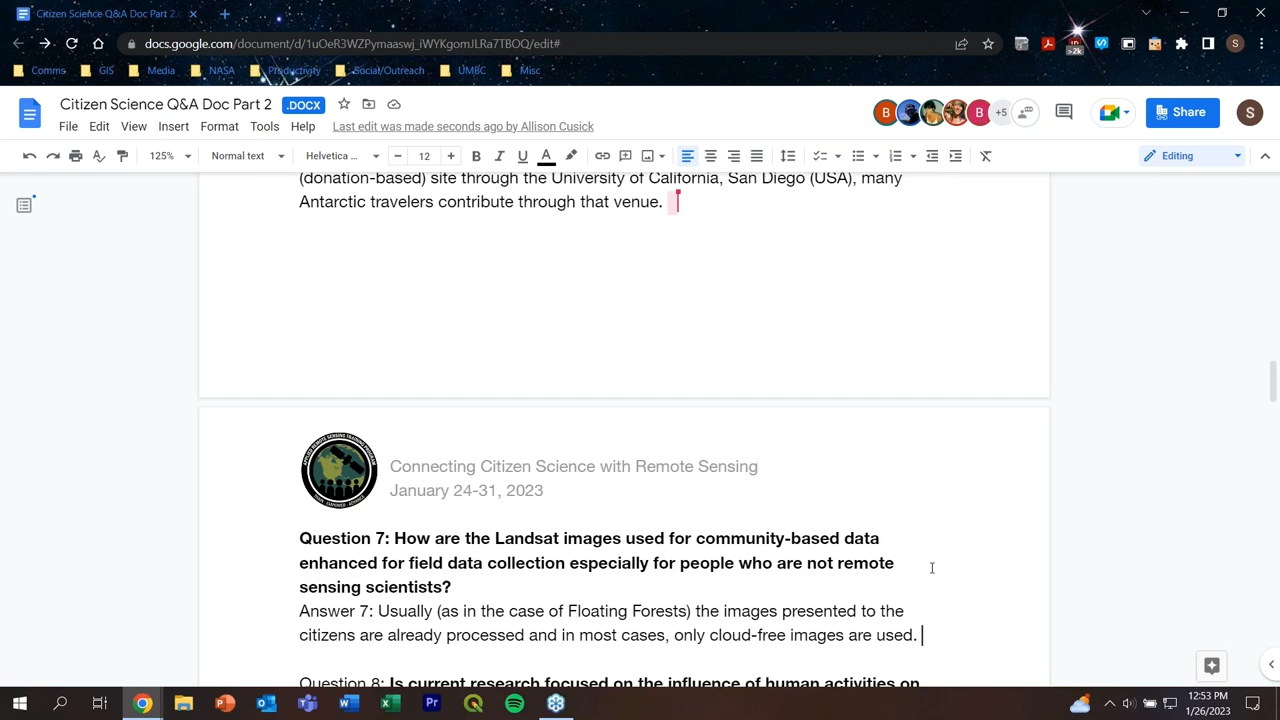 Citizen Science Q&A Doc Part 2.c
docs.google.com/document/d/1uOeR3WZPymaaswj_iWYKgomJLRa7TBOQ/edit#
>2k
S
Comms GIS Media NASA Productivity Social/Outreach UMBC Misc
Citizen Science Q&A Doc Part 2 .DOCX
B B +5 Share S
File Edit View Insert Format Tools Help Last edit was made seconds ago by Allison Cusick
125% Normal text Helvetica ... 12 B I U A Editing
(donation-based) site through the University of California, San Diego (USA), many
Antarctic travelers contribute through that venue.
Connecting Citizen Science with Remote Sensing
January 24-31, 2023
Question 7: How are the Landsat images used for community-based data
enhanced for field data collection especially for people who are not remote
sensing scientists?
Answer 7: Usually (as in the case of Floating Forests) the images presented to the
citizens are already processed and in most cases, only cloud-free images are used.
Question 8: Is current research focused on the influence of human activities on
12:53 PM
1/26/2023